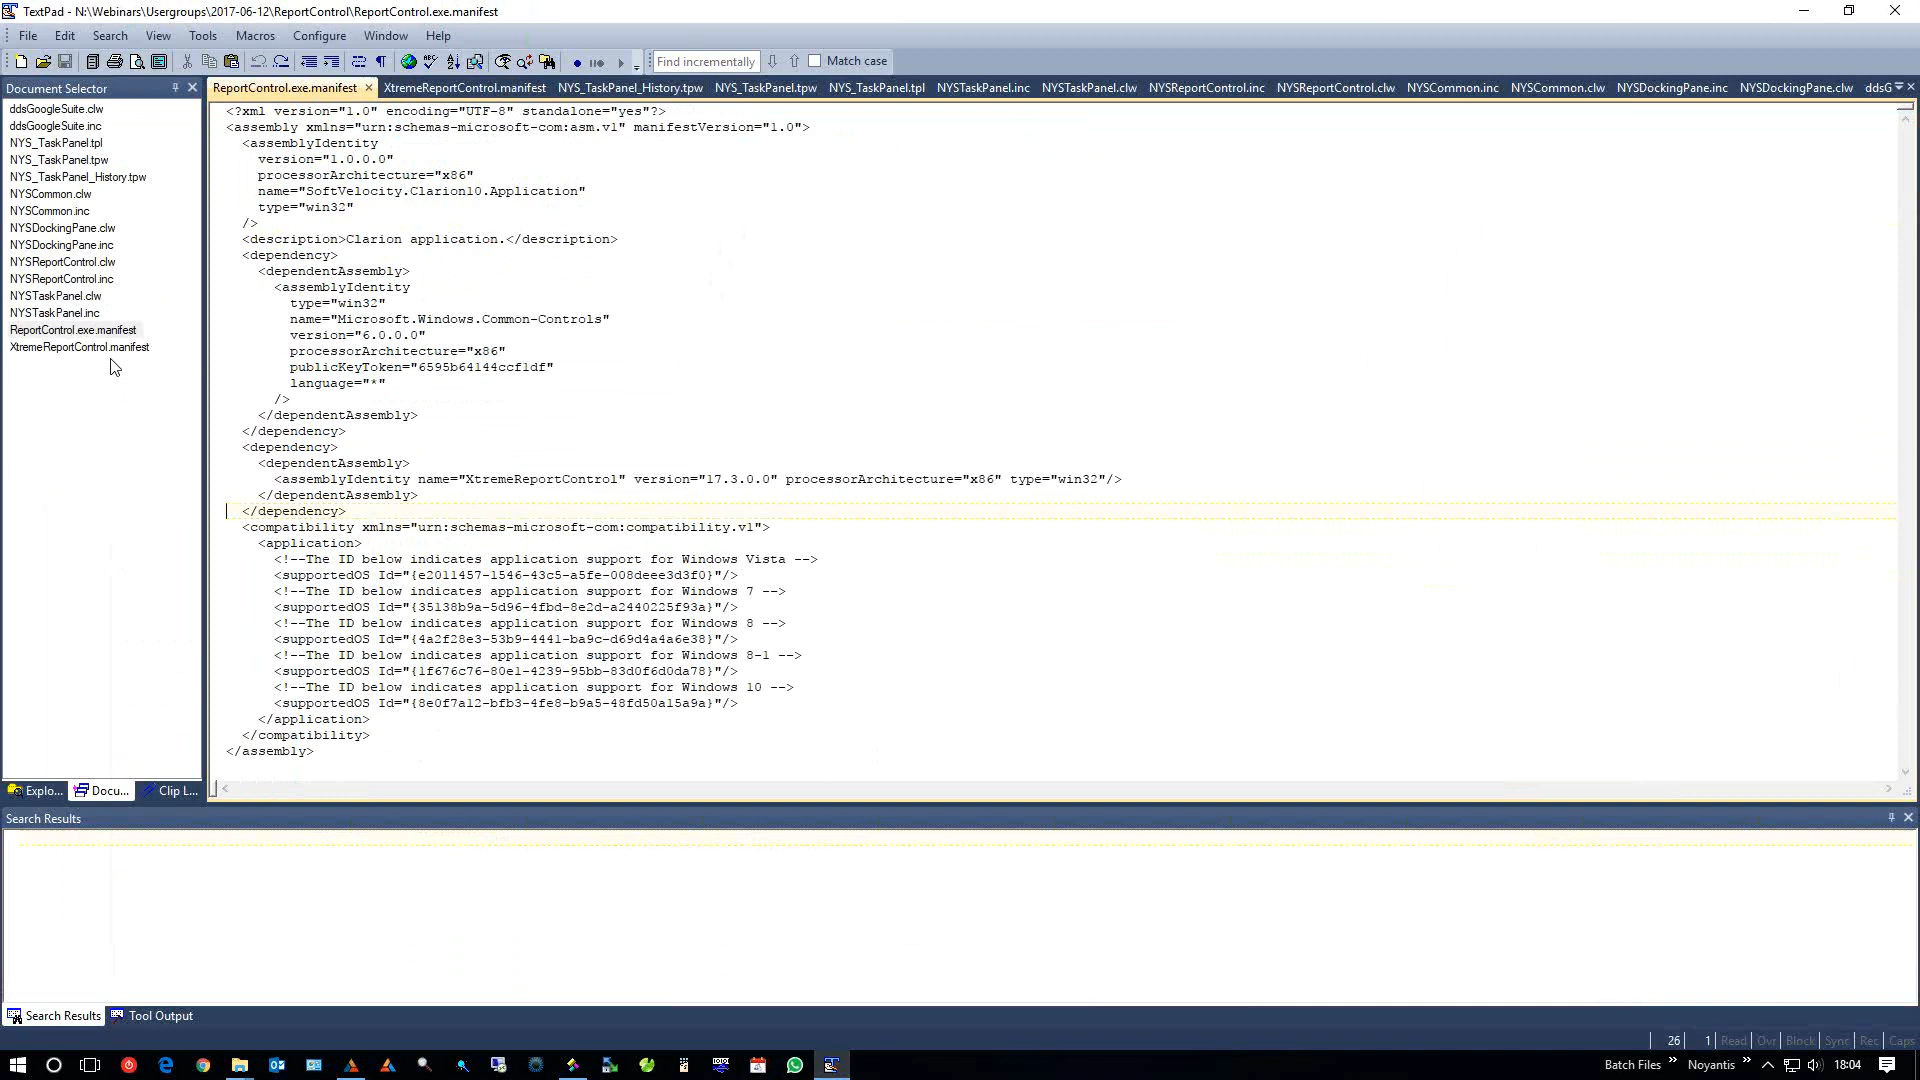 TextPad - N:\Webinars\Usergroups\2017-06-12\ReportControl\ReportControl.exe.manifest
File Edit Search View Tools Macros Configure Window Help
Find incrementally Match case
Document Selector
ReportControl.exe.manifest XtremeReportControl.manifest NYS_TaskPanel_History.tpw NYS_TaskPanel.tpw NYS_TaskPanel.tpl NYSTaskPanel.inc NYSTaskPanel.clw NYSReportControl.inc NYSReportControl.clw NYSCommon.inc NYSCommon.clw NYSDockingPane.inc NYSDockingPane.clw ddsG
ddsGoogleSuite.clw
ddsGoogleSuite.inc
NYS_TaskPanel.tpl
NYS_TaskPanel.tpw
NYS_TaskPanel_History.tpw
NYSCommon.clw
NYSCommon.inc
NYSDockingPane.clw
NYSDockingPane.inc
NYSReportControl.clw
NYSReportControl.inc
NYSTaskPanel.clw
NYSTaskPanel.inc
ReportControl.exe.manifest
XtremeReportControl.manifest
<?xml version="1.0" encoding="UTF-8" standalone="yes"?>
<assembly xmlns="urn:schemas-microsoft-com:asm.v1" manifestVersion="1.0">
<assemblyIdentity
version="1.0.0.0"
processorArchitecture="x86"
name="SoftVelocity.Clarion10.Application"
type="win32"
/>
<description>Clarion application.</description>
<dependency>
<dependentAssembly>
<assemblyIdentity
type="win32"
name="Microsoft.Windows.Common-Controls"
version="6.0.0.0"
processorArchitecture="x86"
publicKeyToken="6595b64144ccf1df"
language="*"
/>
</dependentAssembly>
</dependency>
<dependency>
<dependentAssembly>
<assemblyIdentity name="XtremeReportControl" version="17.3.0.0" processorArchitecture="x86" type="win32"/>
</dependentAssembly>
</dependency>
<compatibility xmlns="urn:schemas-microsoft-com:compatibility.v1">
<application>
<!--The ID below indicates application support for Windows Vista -->
<supportedOS Id="{e2011457-1546-43c5-a5fe-008deee3d3f0}"/>
<!--The ID below indicates application support for Windows 7 -->
<supportedOS Id="{35138b9a-5d96-4fbd-8e2d-a2440225f93a}"/>
<!--The ID below indicates application support for Windows 8 -->
<supportedOS Id="{4a2f28e3-53b9-4441-ba9c-d69d4a4a6e38}"/>
<!--The ID below indicates application support for Windows 8-1 -->
<supportedOS Id="{1f676c76-80e1-4239-95bb-83d0f6d0da78}"/>
<!--The ID below indicates application support for Windows 10 -->
<supportedOS Id="{8e0f7a12-bfb3-4fe8-b9a5-48fd50a15a9a}"/>
</application>
</compatibility>
</assembly>
Explo... Docu... Clip L...
Search Results
Search Results Tool Output
26 1 Read Ovr Block Sync Rec Caps
Batch Files Noyantis 18:04